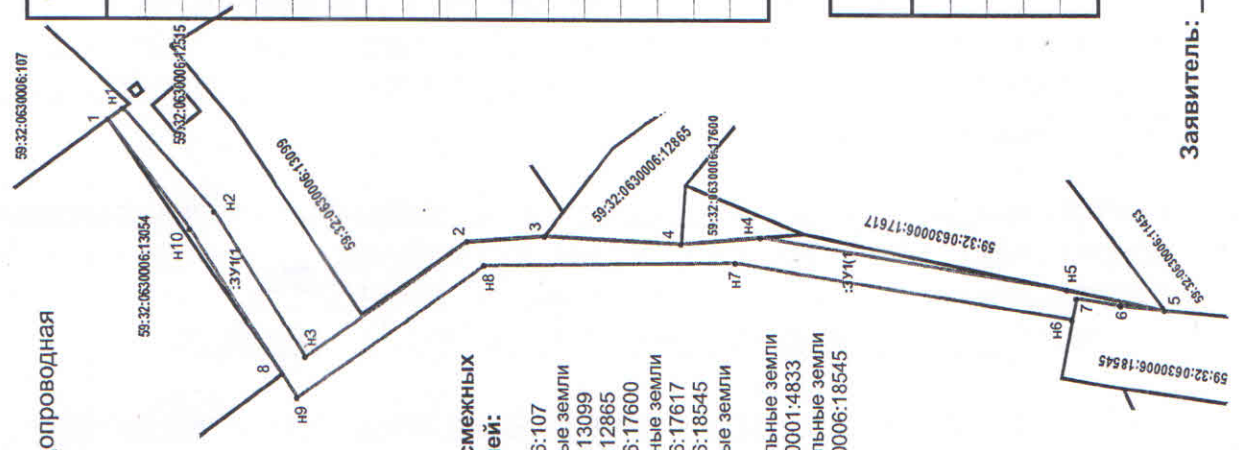 опроводная
59:32:0630006:107
1
н1
59:32:0630006:12515
59:32:0630006:13054
н10
н2
:ЗУ1(1
59:32:0630006:13099
8
н3
н9
2
н8
3
59:32:0630006:12865
4
59:32:0630006:17600
н4
н7
:ЗУ1(1
59:32:0630006:17617
н5
н6
7
6
5
59:32:0630006:11453
59:32:0630006:18545
смежных
ей:
6:107
ые земли
13099
12865
6:17600
ные земли
6:17617
6:18545
ые земли
льные земли
0001:4833
льные земли
0006:18545
Заявитель: _